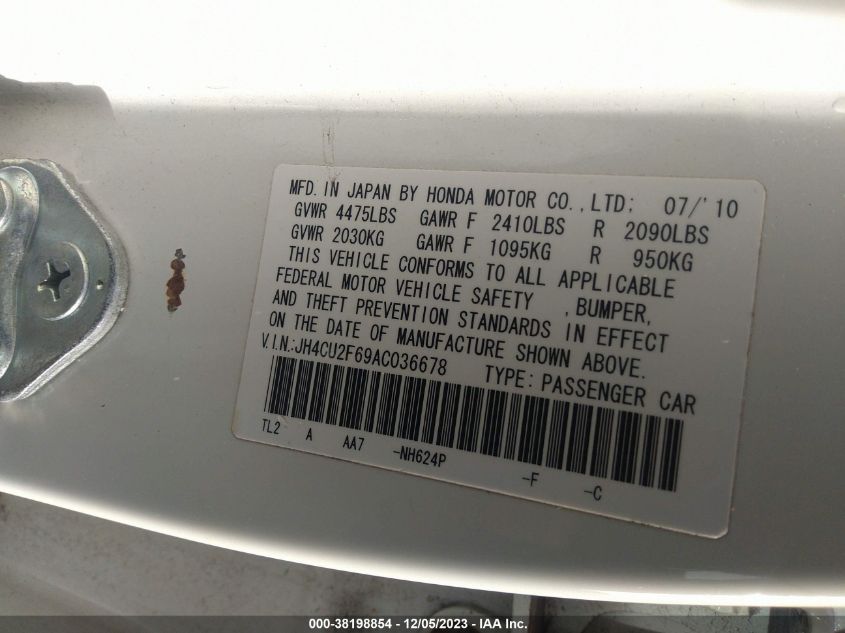 MFD. IN JAPAN BY HONDA MOTOR CO., LTD; 07/'10
GVWR 4475LBS GAWR F 2410LBS R 2090LBS
GVWR 2030KG GAWR F 1095KG R 950KG
THIS VEHICLE CONFORMS TO ALL APPLICABLE
FEDERAL MOTOR VEHICLE SAFETY , BUMPER,
AND THEFT PREVENTION STANDARDS IN EFFECT
ON THE DATE OF MANUFACTURE SHOWN ABOVE.
V.I.N.:JH4CU2F69AC036678 TYPE: PASSENGER CAR
TL2 A AA7 -NH624P -F -C
000-38198854 - 12/05/2023 - IAA Inc.